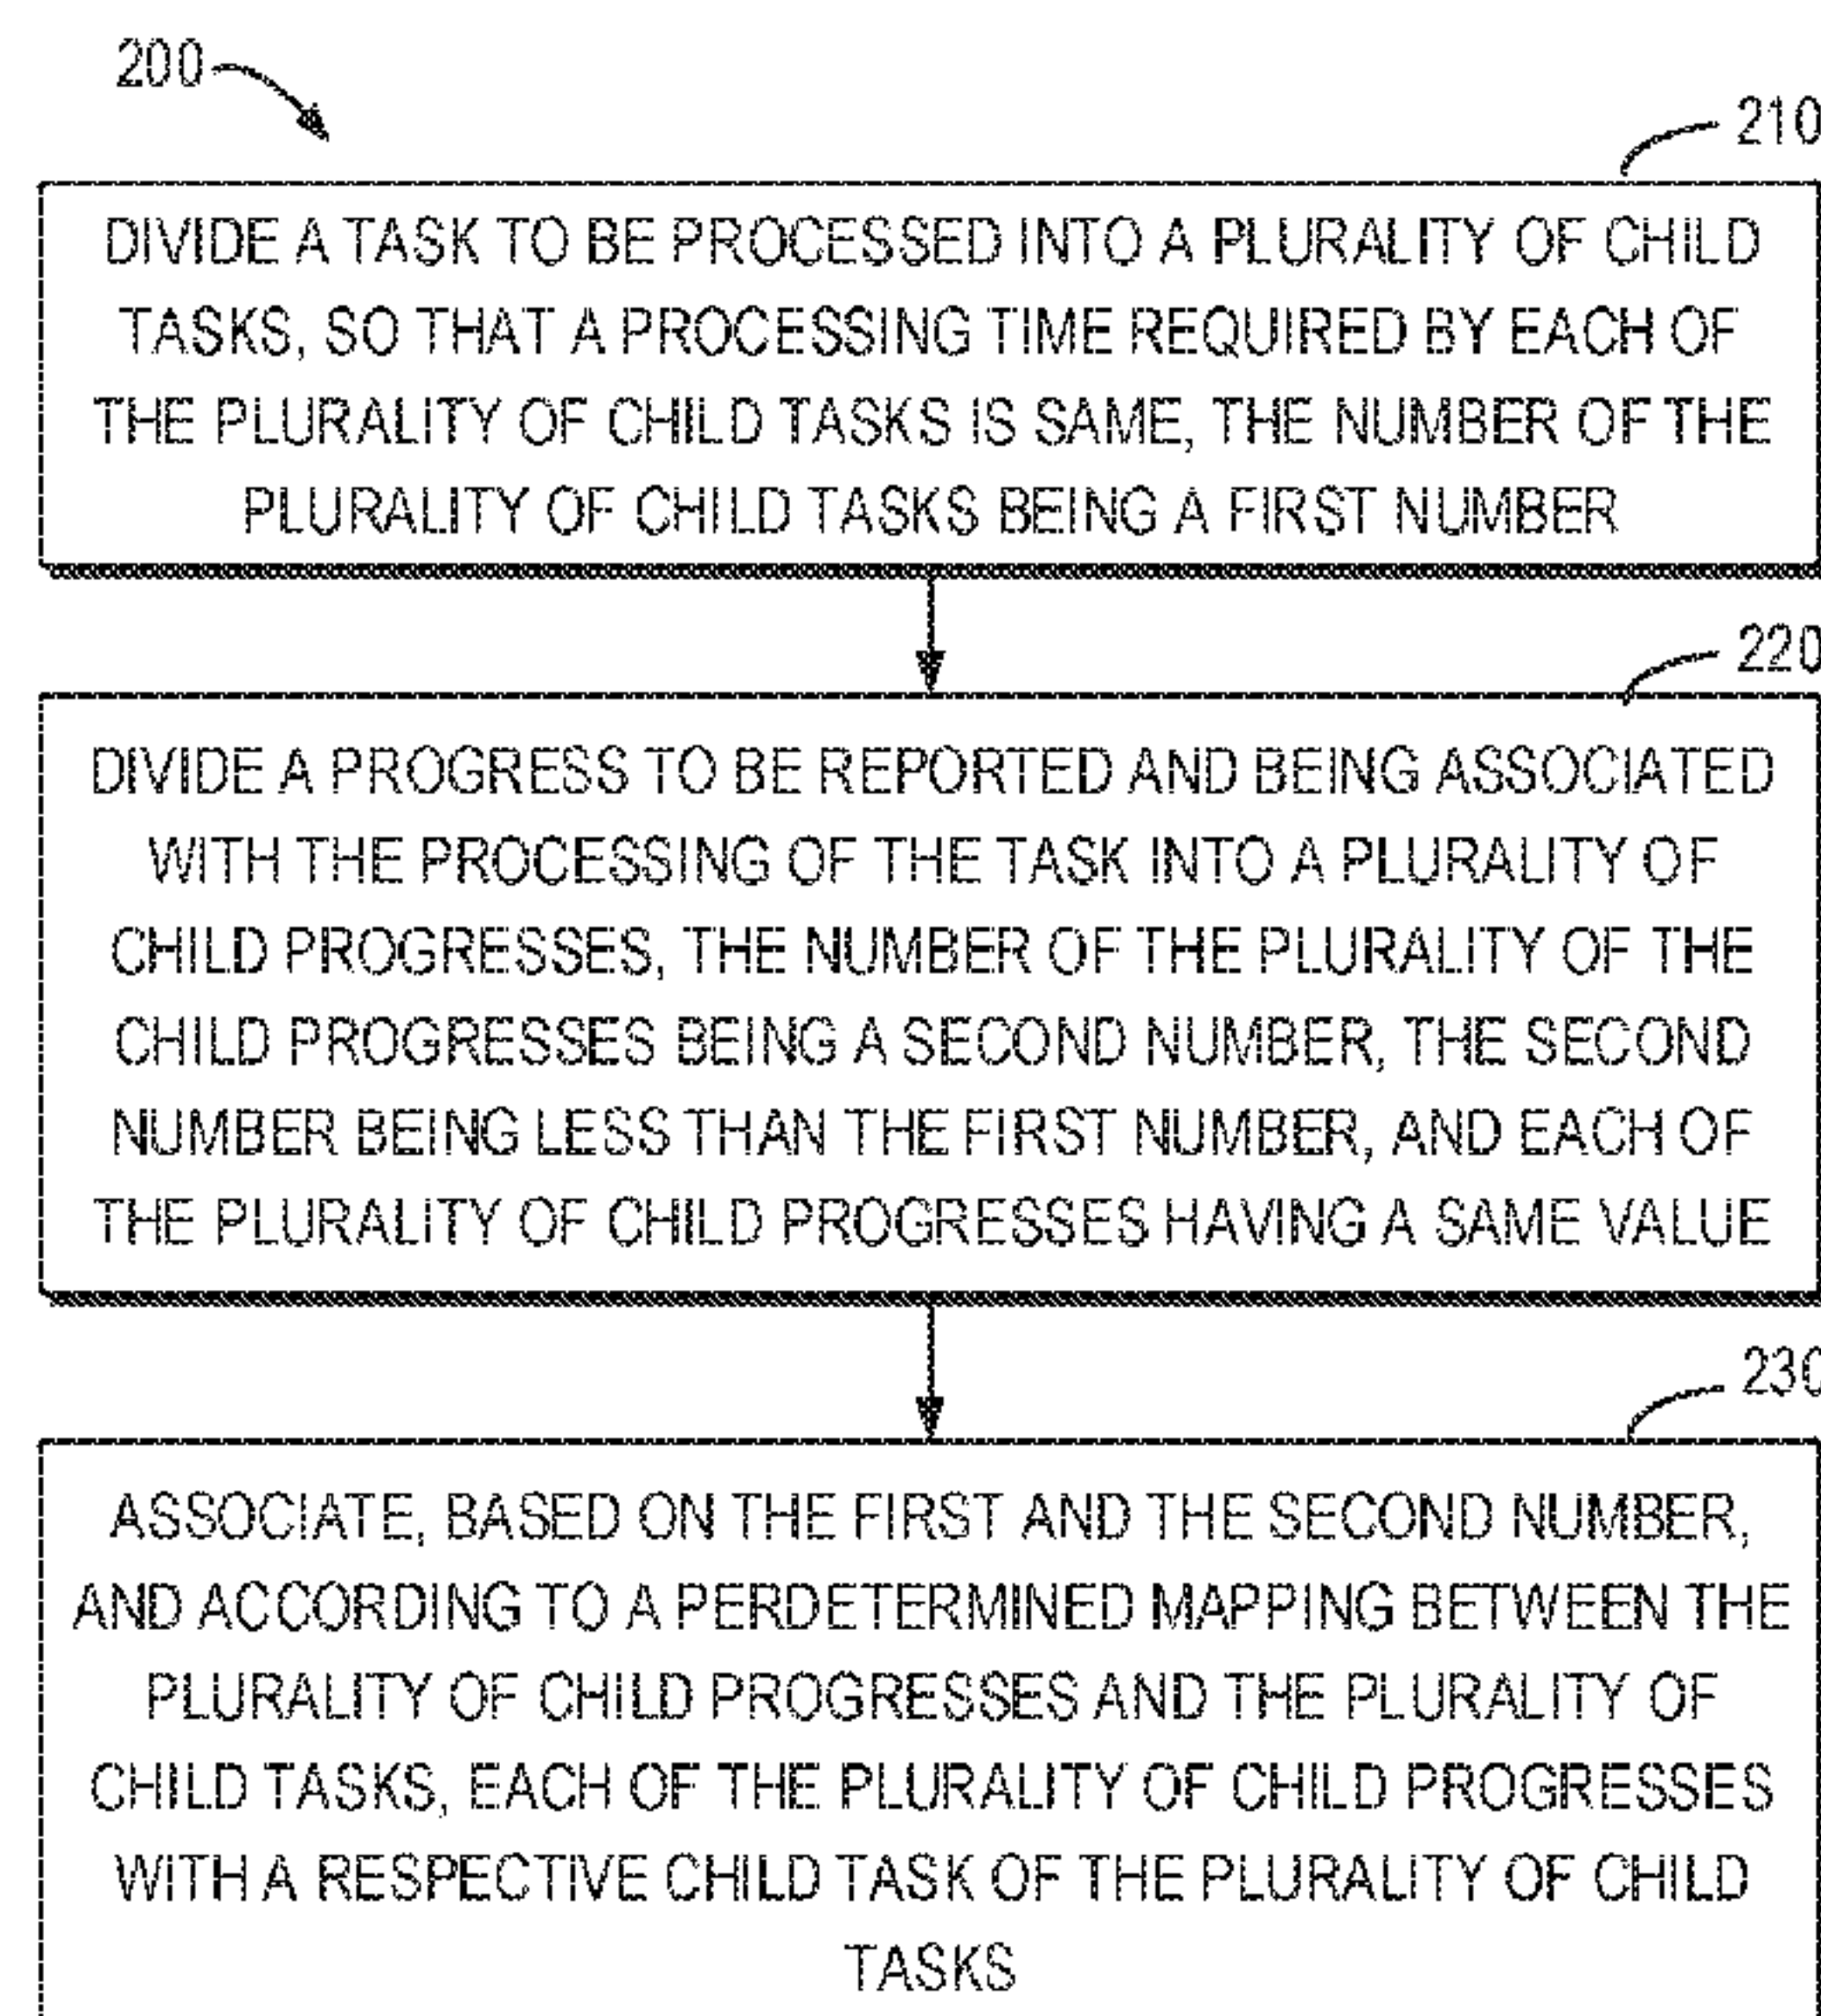 200
210
DIVIDE A TASK TO BE PROCESSED INTO A PLURALITY OF CHILD
TASKS, SO THAT A PROCESSING TIME REQUIRED BY EACH OF
THE PLURALITY OF CHILD TASKS IS SAME, THE NUMBER OF THE
PLURALITY OF CHILD TASKS BEING A FIRST NUMBER
220
DIVIDE A PROGRESS TO BE REPORTED AND BEING ASSOCIATED
WITH THE PROCESSING OF THE TASK INTO A PLURALITY OF
CHILD PROGRESSES, THE NUMBER OF THE PLURALITY OF THE
CHILD PROGRESSES BEING A SECOND NUMBER, THE SECOND
NUMBER BEING LESS THAN THE FIRST NUMBER, AND EACH OF
THE PLURALITY OF CHILD PROGRESSES HAVING A SAME VALUE
230
ASSOCIATE, BASED ON THE FIRST AND THE SECOND NUMBER,
AND ACCORDING TO A PERDETERMINED MAPPING BETWEEN THE
PLURALITY OF CHILD PROGRESSES AND THE PLURALITY OF
CHILD TASKS, EACH OF THE PLURALITY OF CHILD PROGRESSES
WITH A RESPECTIVE CHILD TASK OF THE PLURALITY OF CHILD
TASKS